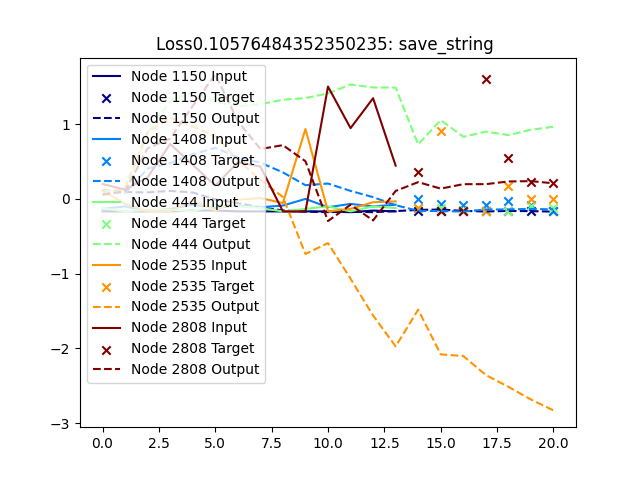 Loss0.10576484352350235: save_string
Node 1150 Input
Node 1150 Target
Node 1150 Output
Node 1408 Input
Node 1408 Target
Node 1408 Output
Node 444 Input
Node 444 Target
Node 444 Output
Node 2535 Input
Node 2535 Target
Node 2535 Output
Node 2808 Input
Node 2808 Target
Node 2808 Output
1
0
−1
−2
−3
0.0 2.5 5.0 7.5 10.0 12.5 15.0 17.5 20.0